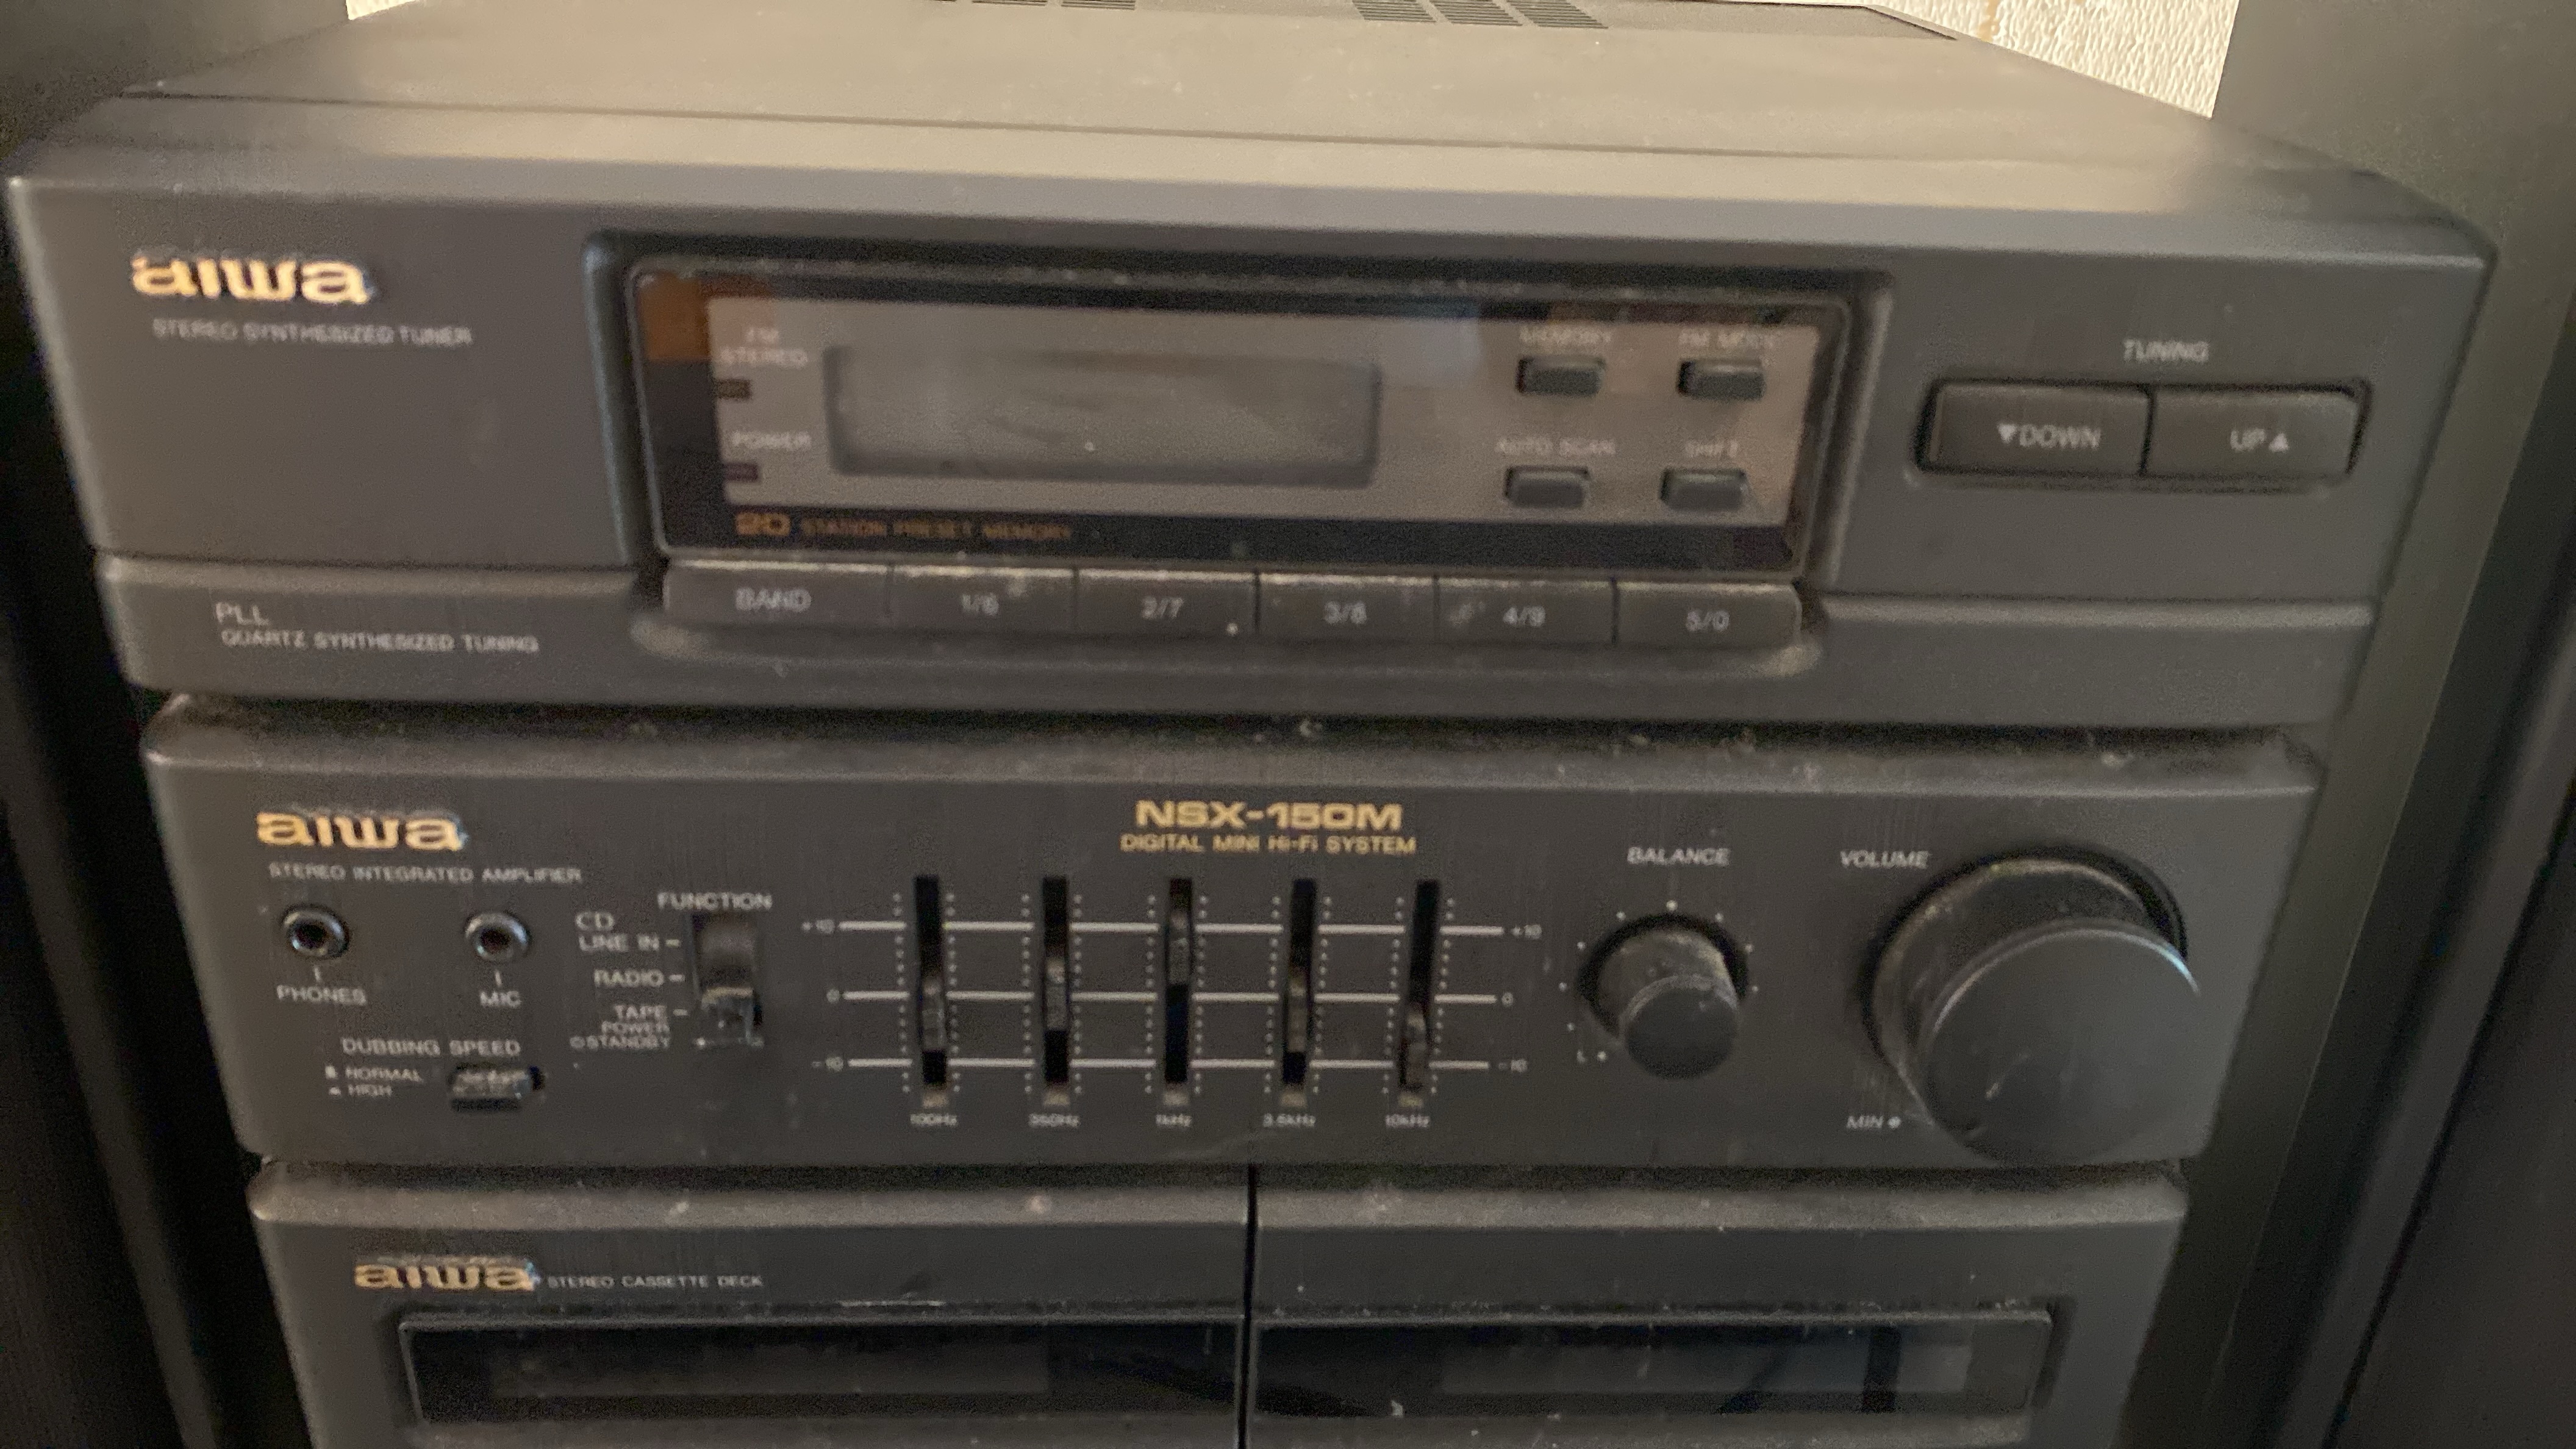 aiwa
STEREO SYNTHESIZED TUNER
FM
STEREO
POWER
MEMORY
FM MODE
AUTO SCAN
SHIFT
20 STATION PRESET MEMORY
TUNING
▼DOWN
UP▲
BAND
1/6
2/7
3/8
4/9
5/0
PLL
QUARTZ SYNTHESIZED TUNING
aiwa
STEREO INTEGRATED AMPLIFIER
NSX-150M
DIGITAL MINI Hi-Fi SYSTEM
PHONES
MIC
DUBBING SPEED
NORMAL
HIGH
FUNCTION
CD
LINE IN
RADIO
TAPE
POWER
STANDBY
+10
0
-10
+10
0
-10
100Hz
350Hz
1kHz
3.5kHz
10kHz
BALANCE
L
VOLUME
MIN
aiwa
STEREO CASSETTE DECK